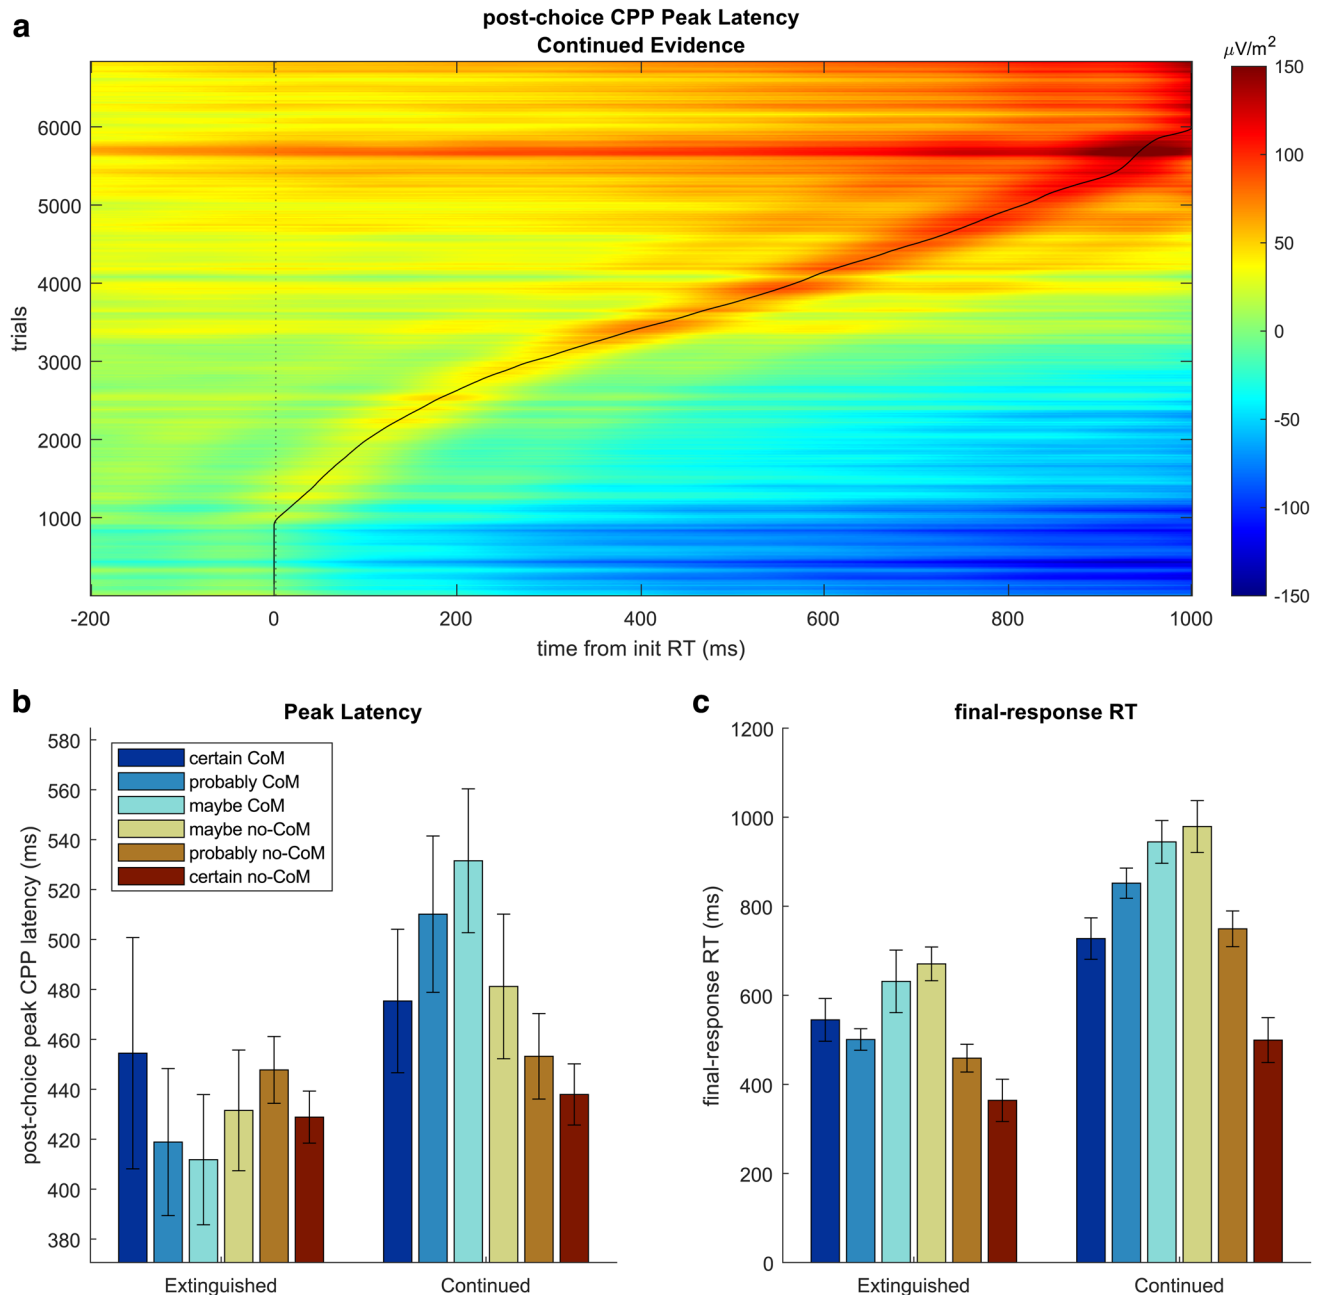 a
post-choice CPP Peak Latency
Continued Evidence
μV/m²
150
100
50
0
-50
-100
-150
trials
6000
5000
4000
3000
2000
1000
-200
0
200
400
600
800
1000
time from init RT (ms)
b
Peak Latency
post-choice peak CPP latency (ms)
580
560
540
520
500
480
460
440
420
400
380
certain CoM
probably CoM
maybe CoM
maybe no-CoM
probably no-CoM
certain no-CoM
Extinguished
Continued
c
final-response RT
final-response RT (ms)
1200
1000
800
600
400
200
0
Extinguished
Continued